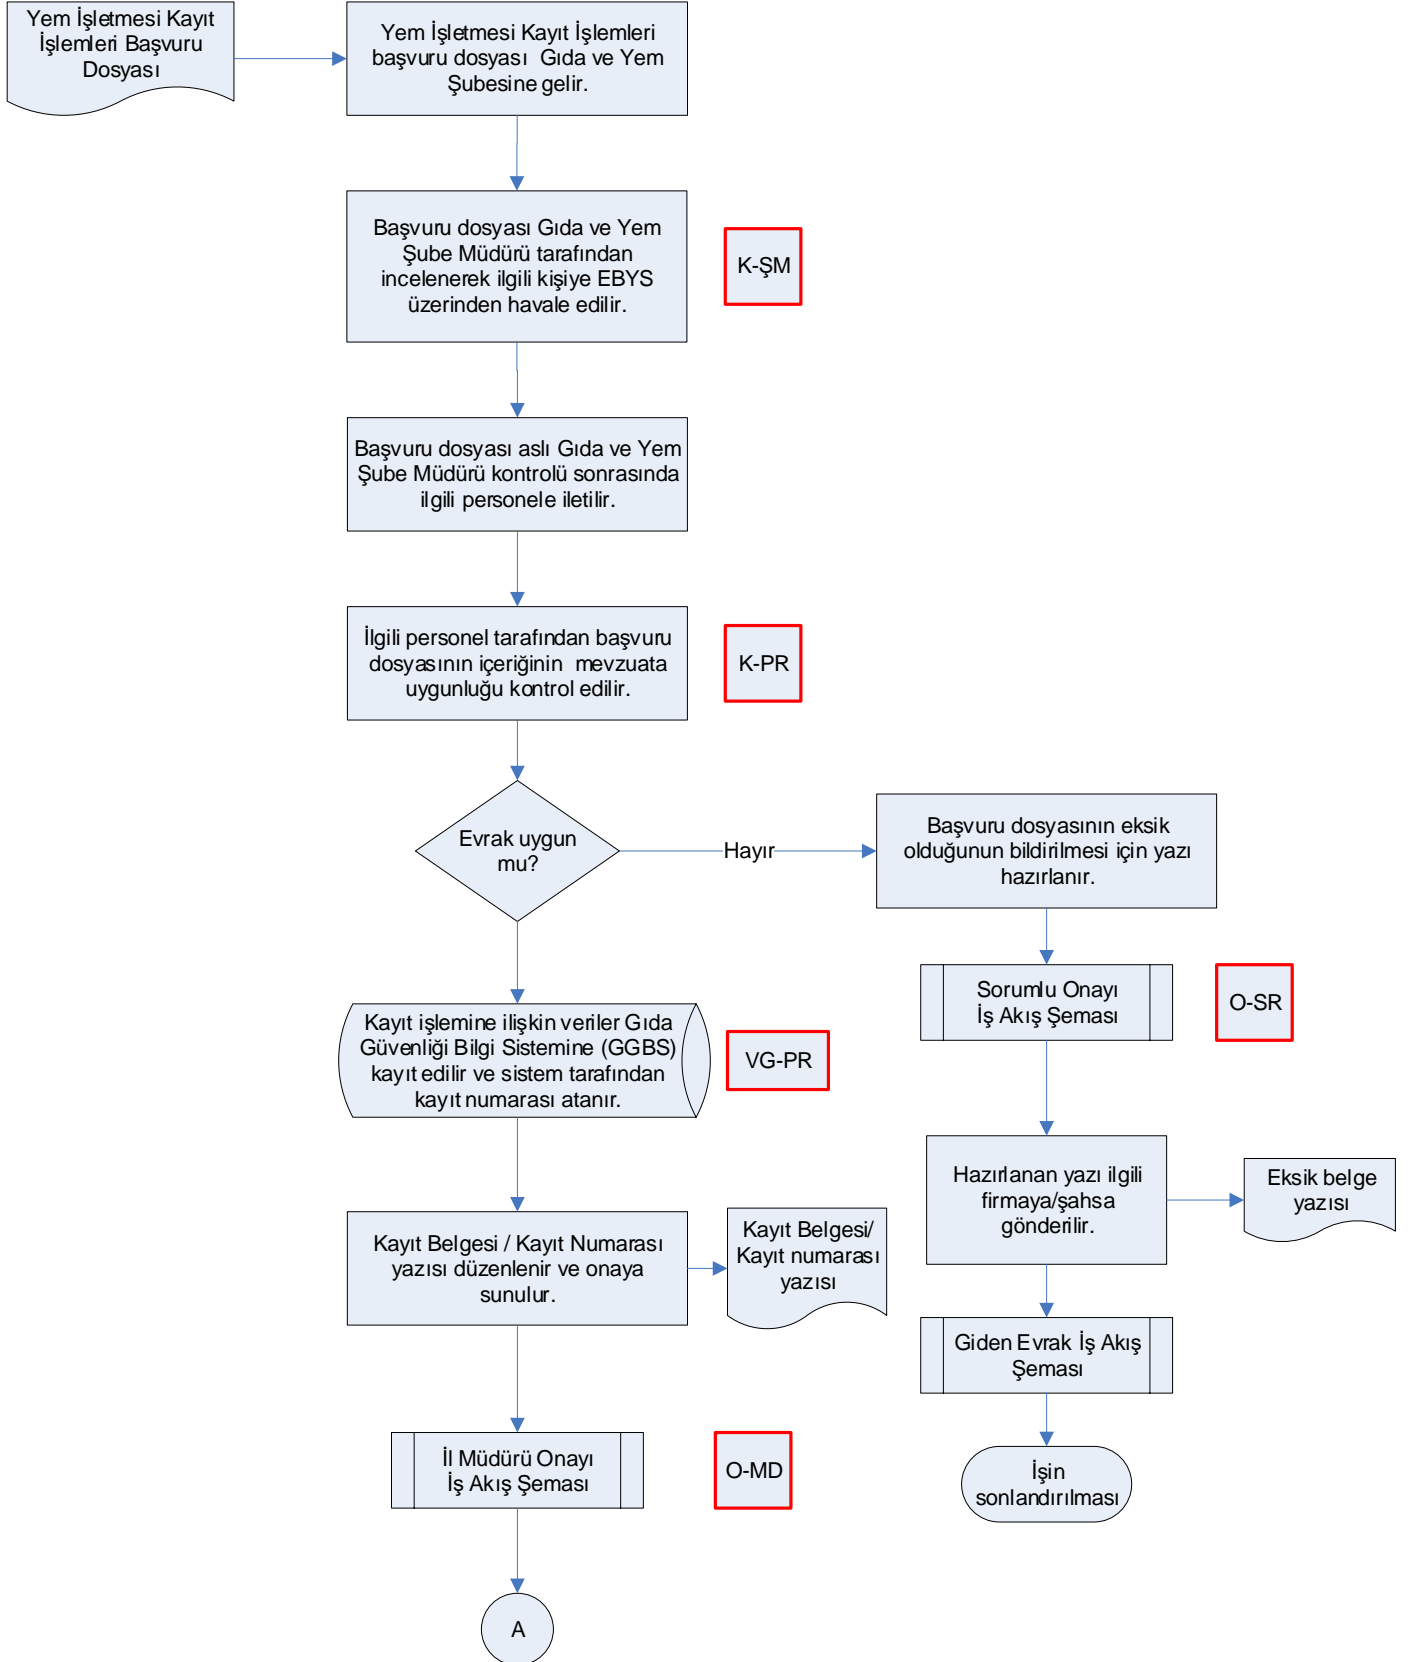 Yem İşletmesi Kayıt
İşlemleri Başvuru
Dosyası
Yem İşletmesi Kayıt İşlemleri
başvuru dosyası Gıda ve Yem
Şubesine gelir.
Başvuru dosyası Gıda ve Yem
Şube Müdürü tarafından
incelenerek ilgili kişiye EBYS
üzerinden havale edilir.
K-ŞM
Başvuru dosyası aslı Gıda ve Yem
Şube Müdürü kontrolü sonrasında
ilgili personele iletilir.
İlgili personel tarafından başvuru
dosyasının içeriğinin mevzuata
uygunluğu kontrol edilir.
K-PR
Evrak uygun
mu?
Hayır
Başvuru dosyasının eksik
olduğunun bildirilmesi için yazı
hazırlanır.
Sorumlu Onayı
İş Akış Şeması
O-SR
Kayıt işlemine ilişkin veriler Gıda
Güvenliği Bilgi Sistemine (GGBS)
kayıt edilir ve sistem tarafından
kayıt numarası atanır.
VG-PR
Hazırlanan yazı ilgili
firmaya/şahsa
gönderilir.
Eksik belge
yazısı
Kayıt Belgesi / Kayıt Numarası
yazısı düzenlenir ve onaya
sunulur.
Kayıt Belgesi/
Kayıt numarası
yazısı
Giden Evrak İş Akış
Şeması
İl Müdürü Onayı
İş Akış Şeması
O-MD
İşin
sonlandırılması
A